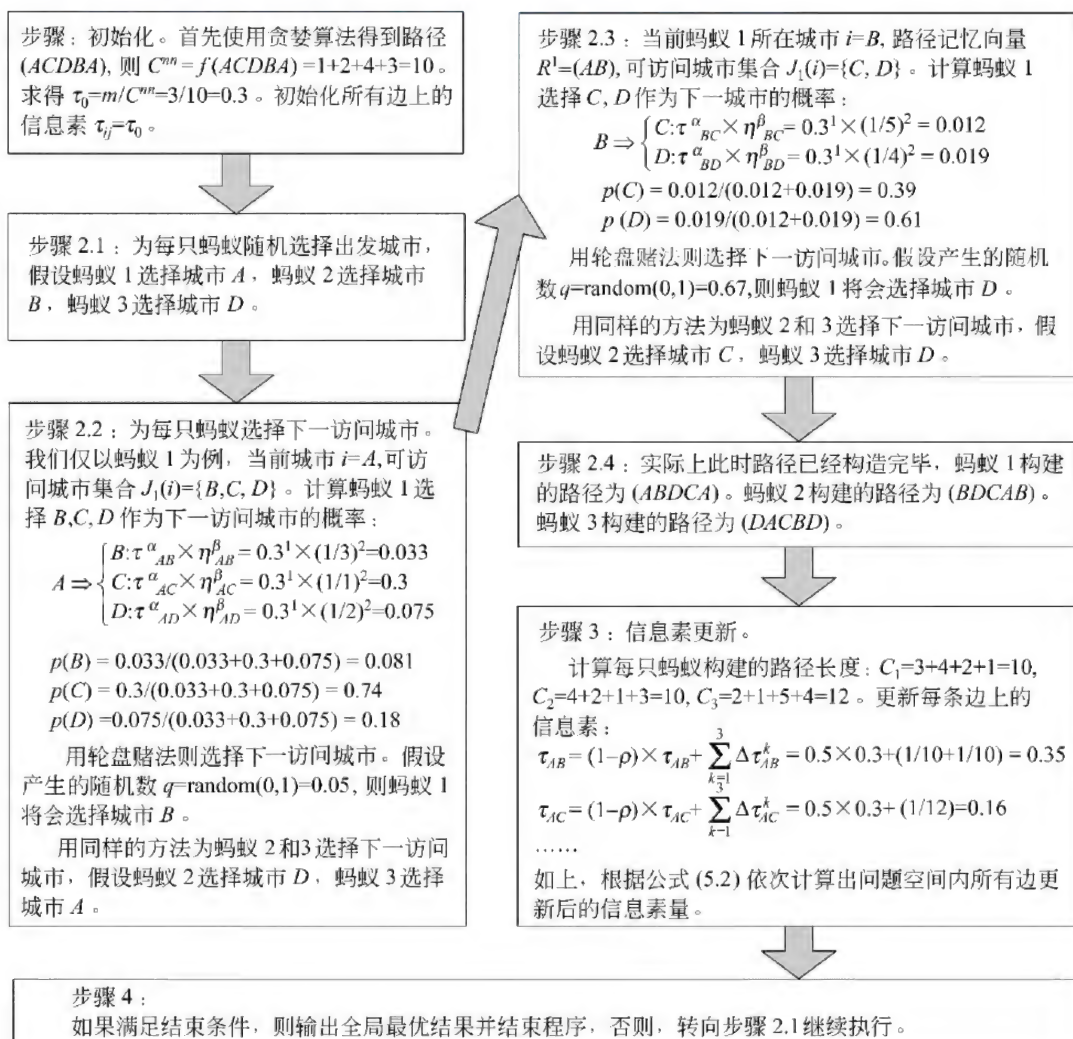 步骤：初始化。首先使用贪婪算法得到路径
(ACDBA), 则 Cⁿⁿ = f(ACDBA) =1+2+4+3=10。
求得 τ₀=m/Cⁿⁿ=3/10=0.3。初始化所有边上的
信息素 τᵢⱼ=τ₀。
步骤 2.1：为每只蚂蚁随机选择出发城市，
假设蚂蚁 1 选择城市 A，蚂蚁 2 选择城市
B，蚂蚁 3 选择城市 D。
步骤 2.2：为每只蚂蚁选择下一访问城市。
我们仅以蚂蚁 1 为例，当前城市 i=A,可访
问城市集合 J₁(i)={B,C, D}。计算蚂蚁 1 选
择 B,C, D 作为下一访问城市的概率：
A ⇒ { B:τ^α_AB × η^β_AB = 0.3¹ × (1/3)²=0.033
C:τ^α_AC × η^β_AC = 0.3¹ × (1/1)²=0.3
D:τ^α_AD × η^β_AD = 0.3¹ × (1/2)²=0.075
p(B) = 0.033/(0.033+0.3+0.075) = 0.081
p(C) = 0.3/(0.033+0.3+0.075) = 0.74
p(D) =0.075/(0.033+0.3+0.075) = 0.18
用轮盘赌法则选择下一访问城市。假设
产生的随机数 q=random(0,1)=0.05, 则蚂蚁 1
将会选择城市 B。
用同样的方法为蚂蚁 2 和3 选择下一访问
城市，假设蚂蚁 2 选择城市 D，蚂蚁 3 选择
城市 A。
步骤 2.3：当前蚂蚁 1 所在城市 i=B, 路径记忆向量
R¹=(AB), 可访问城市集合 J₁(i)={C, D}。计算蚂蚁 1
选择 C, D 作为下一城市的概率：
B ⇒ { C:τ^α_BC × η^β_BC = 0.3¹ × (1/5)² = 0.012
D:τ^α_BD × η^β_BD = 0.3¹ × (1/4)² = 0.019
p(C) = 0.012/(0.012+0.019) = 0.39
p (D) = 0.019/(0.012+0.019) = 0.61
用轮盘赌法则选择下一访问城市。假设产生的随机
数 q=random(0,1)=0.67,则蚂蚁 1 将会选择城市 D。
用同样的方法为蚂蚁 2 和 3 选择下一访问城市，假
设蚂蚁 2 选择城市 C，蚂蚁 3 选择城市 D。
步骤 2.4：实际上此时路径已经构造完毕，蚂蚁 1 构建
的路径为 (ABDCA)。蚂蚁 2 构建的路径为 (BDCAB)。
蚂蚁 3 构建的路径为 (DACBD)。
步骤 3：信息素更新。
计算每只蚂蚁构建的路径长度：C₁=3+4+2+1=10,
C₂=4+2+1+3=10, C₃=2+1+5+4=12。更新每条边上的
信息素：
τ_AB = (1-ρ) × τ_AB + ∑_{k=1}^{3} Δτ^k_AB = 0.5 × 0.3+(1/10+1/10) = 0.35
τ_AC = (1-ρ) × τ_AC + ∑_{k=1}^{3} Δτ^k_AC = 0.5 × 0.3+ (1/12)=0.16
……
如上，根据公式 (5.2) 依次计算出问题空间内所有边更
新后的信息素量。
步骤 4：
如果满足结束条件，则输出全局最优结果并结束程序，否则，转向步骤 2.1 继续执行。